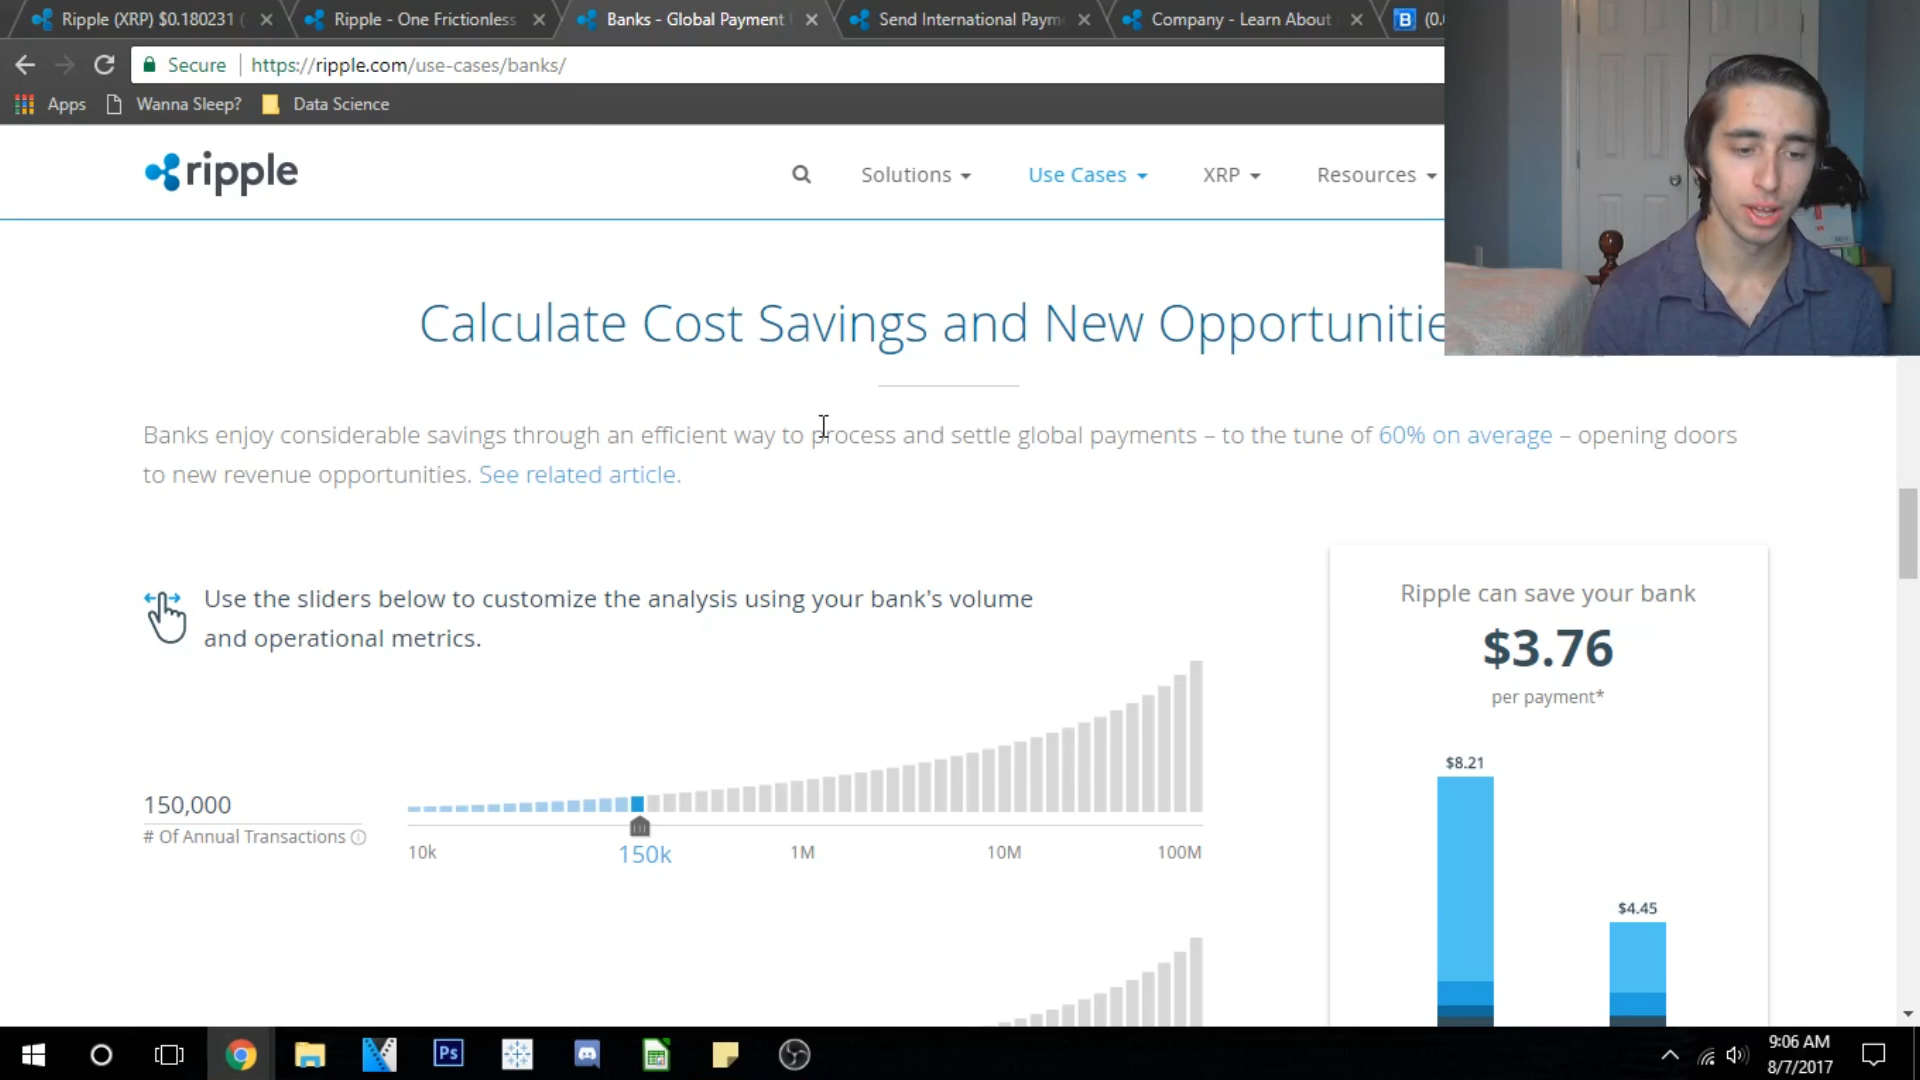 Ripple (XRP) $0.180231 (
Ripple - One Frictionless
Banks - Global Payment
Send International Paym
Company - Learn About
B (0.
Secure https://ripple.com/use-cases/banks/
Apps Wanna Sleep? Data Science
ripple
Solutions Use Cases XRP Resources
Calculate Cost Savings and New Opportunitie
Banks enjoy considerable savings through an efficient way to process and settle global payments – to the tune of 60% on average – opening doors
to new revenue opportunities. See related article.
Use the sliders below to customize the analysis using your bank's volume
and operational metrics.
150,000
# Of Annual Transactions
10k 150k 1M 10M 100M
Ripple can save your bank
$3.76
per payment*
$8.21
$4.45
Ps
9:06 AM
8/7/2017